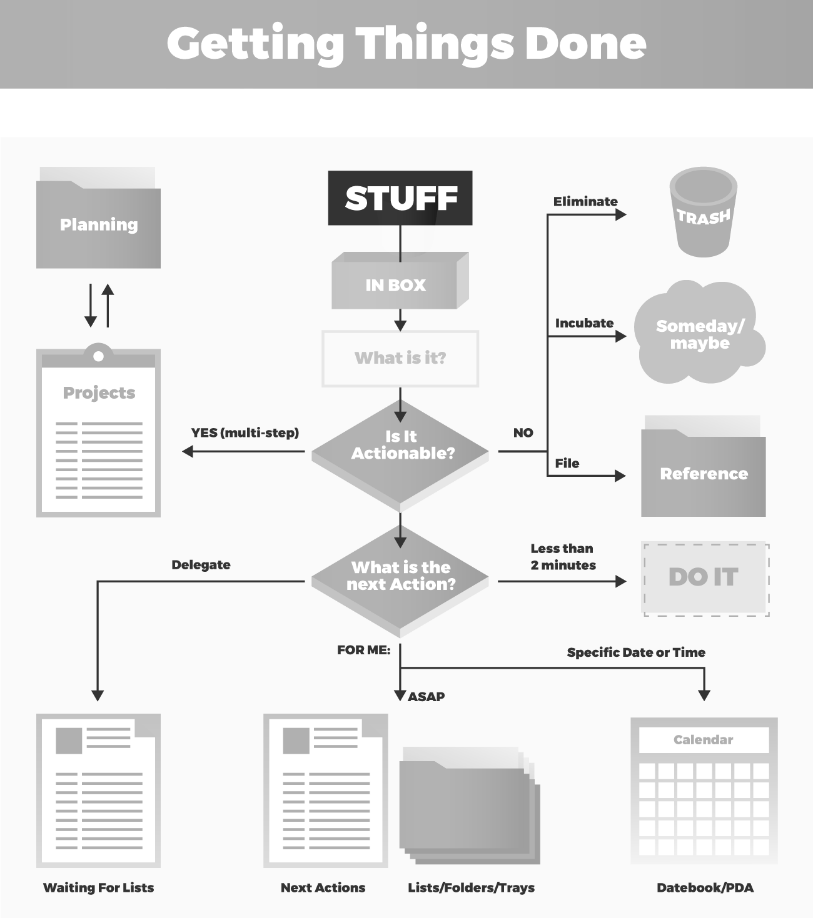 Getting Things Done
STUFF
Planning
Eliminate
TRASH
IN BOX
Incubate
Someday/
maybe
What is it?
Projects
YES (multi-step)
Is It
Actionable?
NO
File
Reference
Delegate
What is the
next Action?
Less than
2 minutes
DO IT
FOR ME:
Specific Date or Time
ASAP
Calendar
Waiting For Lists
Next Actions
Lists/Folders/Trays
Datebook/PDA